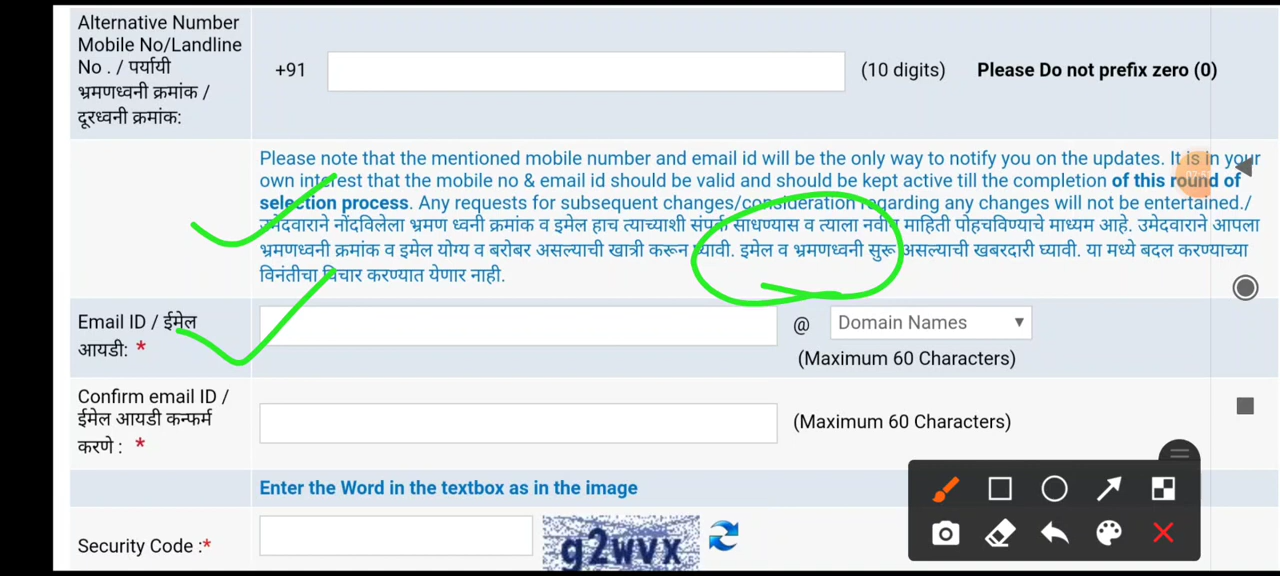 Alternative Number
Mobile No/Landline
No . / पर्यायी
भ्रमणध्वनी क्रमांक /
दूरध्वनी क्रमांक:
+91
(10 digits)
Please Do not prefix zero (0)
Please note that the mentioned mobile number and email id will be the only way to notify you on the updates. It is in your
own interest that the mobile no & email id should be valid and should be kept active till the completion of this round of
selection process. Any requests for subsequent changes/consideration regarding any changes will not be entertained./
उमेदवाराने नोंदविलेला भ्रमण ध्वनी क्रमांक व इमेल हाच त्याच्याशी संपर्क साधण्यास व त्याला नवीन माहिती पोहचविण्याचे माध्यम आहे. उमेदवाराने आपला
भ्रमणध्वनी क्रमांक व इमेल योग्य व बरोबर असल्याची खात्री करून घ्यावी. इमेल व भ्रमणध्वनी सुरू असल्याची खबरदारी घ्यावी. या मध्ये बदल करण्याच्या
विनंतीचा विचार करण्यात येणार नाही.
Email ID / ईमेल
आयडी: *
@
Domain Names
(Maximum 60 Characters)
Confirm email ID /
ईमेल आयडी कन्फर्म
करणे : *
(Maximum 60 Characters)
Enter the Word in the textbox as in the image
Security Code :*
g2wvx